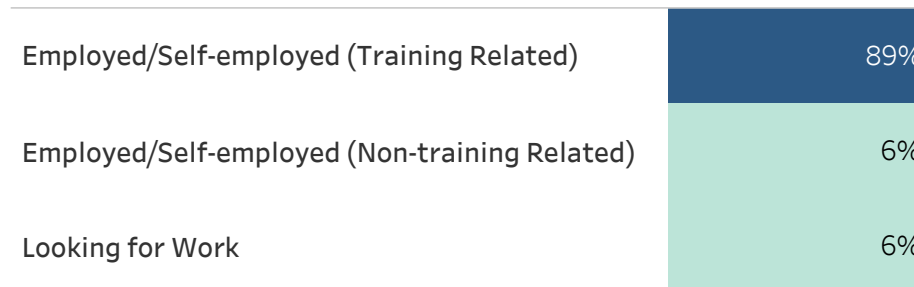 Employed/Self-employed (Training Related) 89%
Employed/Self-employed (Non-training Related) 6%
Looking for Work 6%